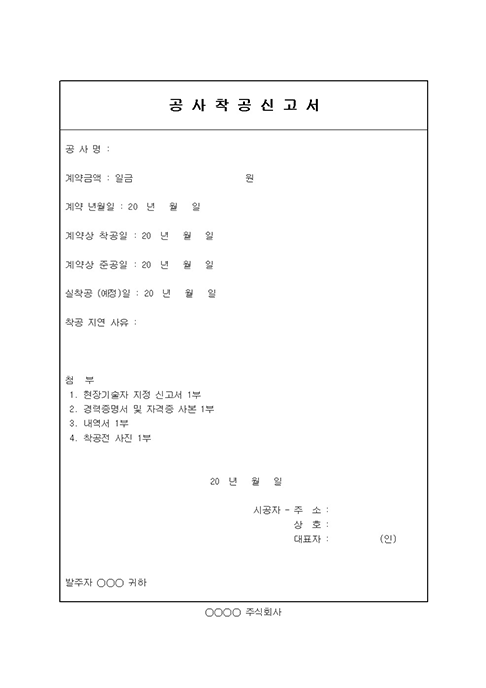 공 사 착 공 신 고 서
공 사 명 :
계약금액 : 일금 원
계약 년월일 : 20 년 월 일
계약상 착공일 : 20 년 월 일
계약상 준공일 : 20 년 월 일
실착공 (예정)일 : 20 년 월 일
착공 지연 사유 :
첨 부
1. 현장기술자 지정 신고서 1부
2. 경력증명서 및 자격증 사본 1부
3. 내역서 1부
4. 착공전 사진 1부
20 년 월 일
시공자 - 주 소 :
상 호 :
대표자 : (인)
발주자 ○○○ 귀하
○○○○ 주식회사